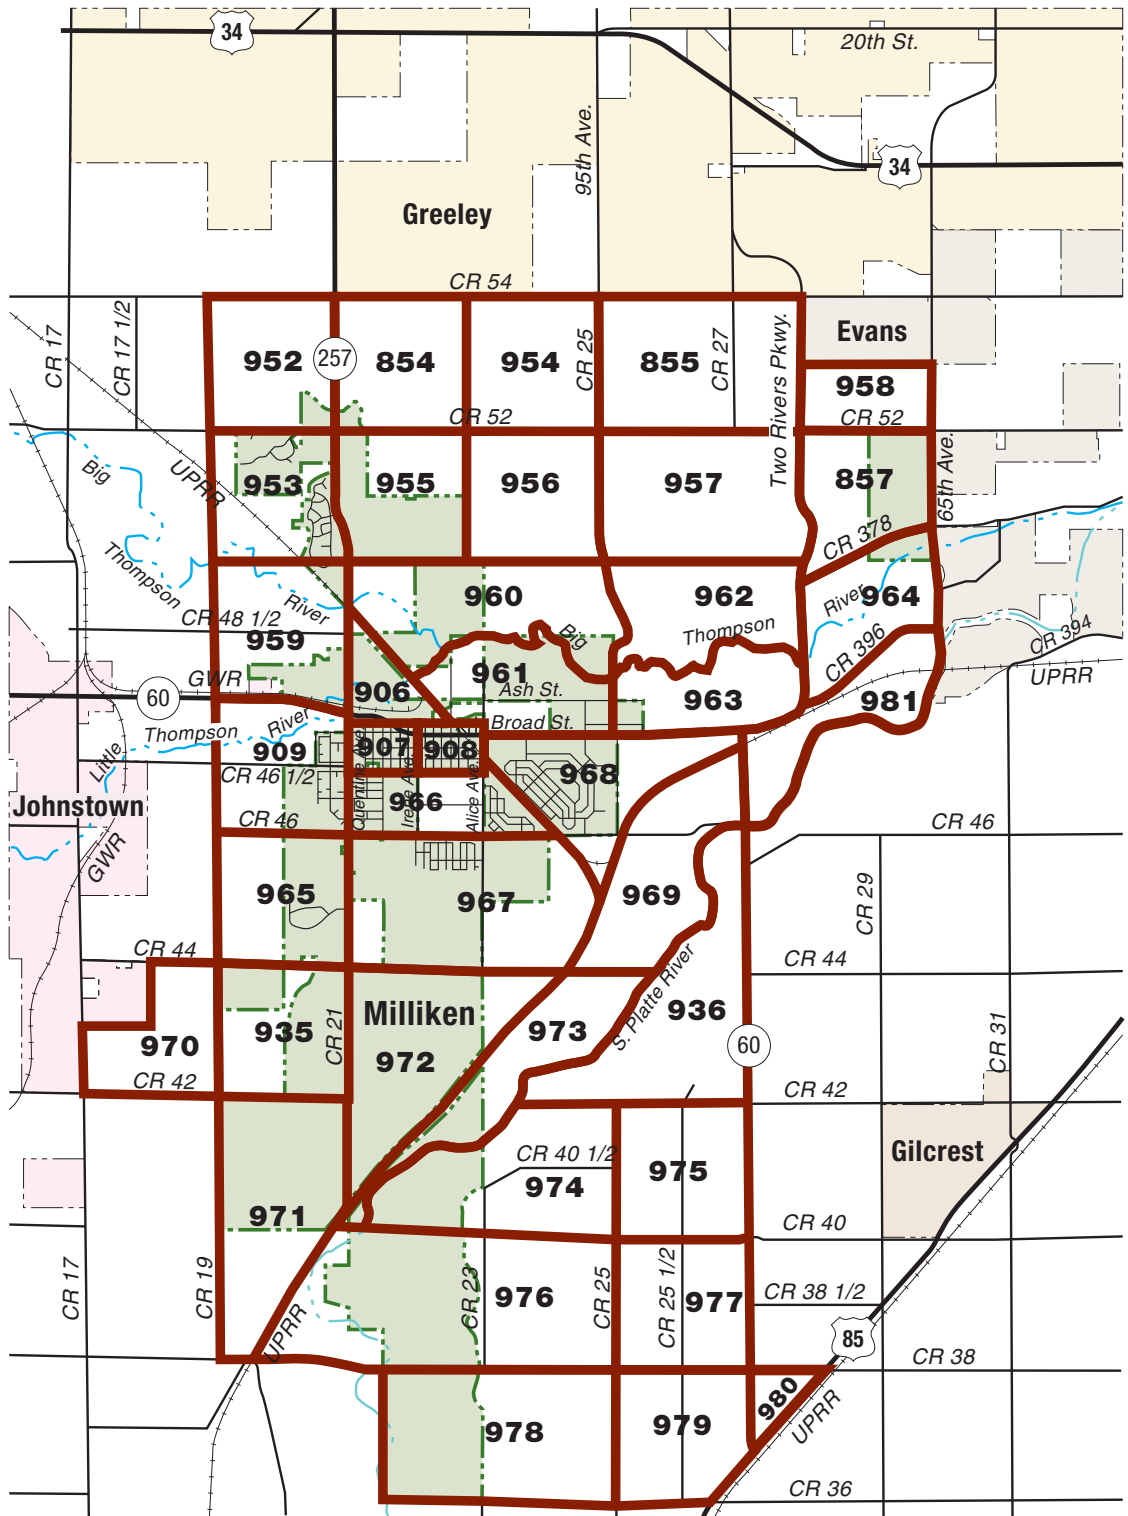 34
20th St.
95th Ave.
34
Greeley
CR 54
Evans
CR 17
CR 17 1/2
952
257
854
954
CR 25
855
CR 27
Two Rivers Pkwy.
958
CR 52
CR 52
Big
UPRR
953
955
956
957
857
65th Ave.
CR 378
Thompson
River
CR 48 1/2
959
960
Big
962
Thompson
River
964
CR 396
CR 394
UPRR
GWR
60
906
961
Ash St.
963
981
Thompson
River
Broad St.
909
907
908
Little
CR 46 1/2
Quentine Ave.
Irene Ave.
Alice Ave.
966
968
Johnstown
CR 46
CR 46
GWR
965
967
969
CR 29
CR 44
CR 44
Milliken
S. Platte River
936
970
935
CR 21
972
973
60
CR 31
CR 42
CR 42
Gilcrest
CR 40 1/2
974
975
971
CR 40
CR 17
CR 19
UPRR
CR 23
976
CR 25
CR 25 1/2
977
CR 38 1/2
85
CR 38
978
979
980
UPRR
CR 36